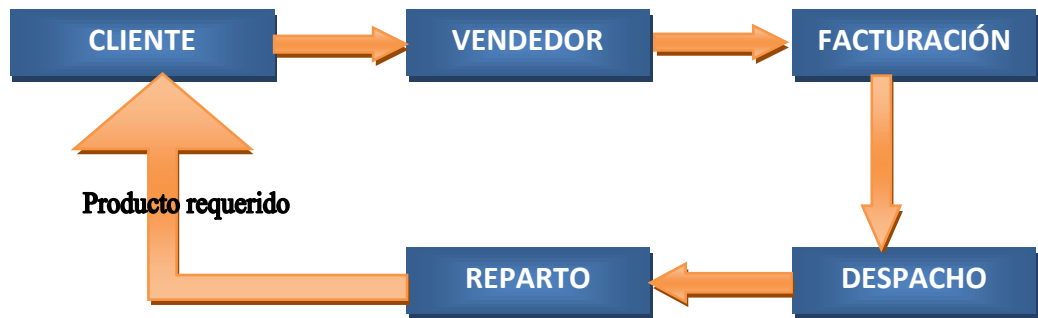 CLIENTE
VENDEDOR
FACTURACIÓN
Producto requerido
REPARTO
DESPACHO